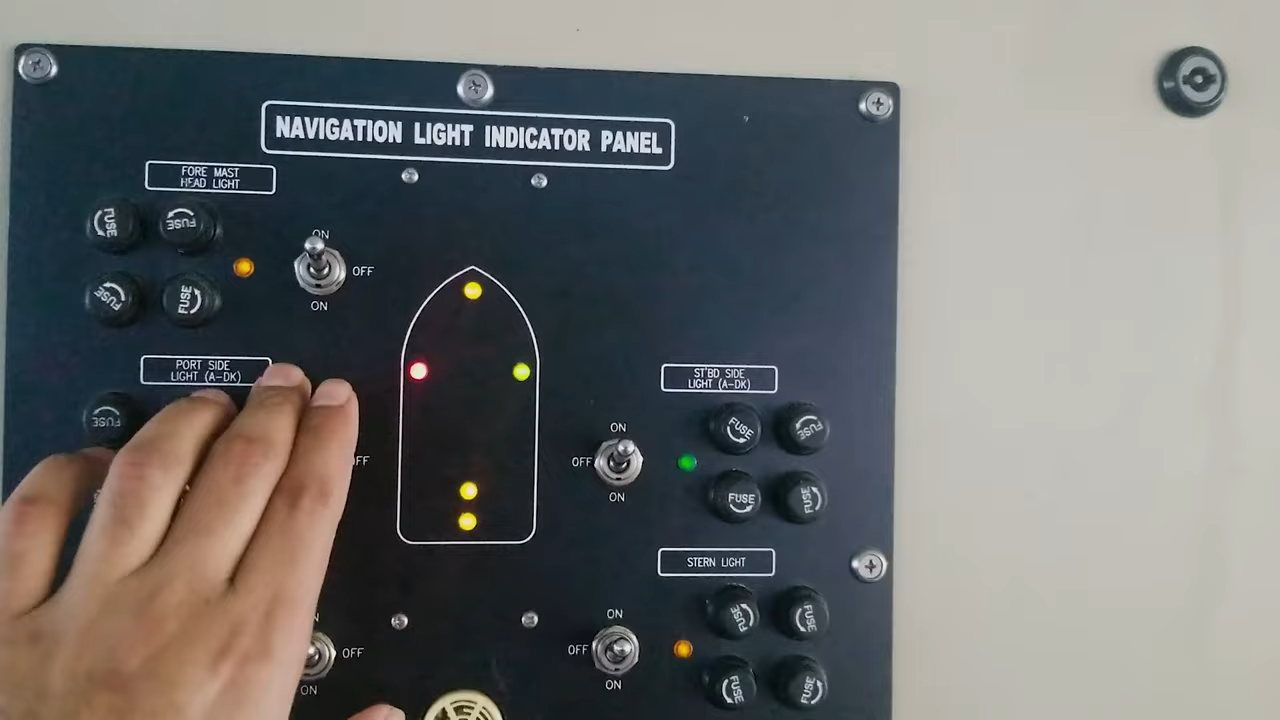 NAVIGATION LIGHT INDICATOR PANEL
FORE MAST
HEAD LIGHT
FUSE
FUSE
ON
OFF
FUSE
FUSE
ON
PORT SIDE
LIGHT (A-DK)
ST'BD SIDE
LIGHT (A-DK)
FUSE
ON
FUSE
FUSE
OFF
OFF
ON
FUSE
FUSE
STERN LIGHT
ON
FUSE
FUSE
OFF
OFF
ON
ON
FUSE
FUSE